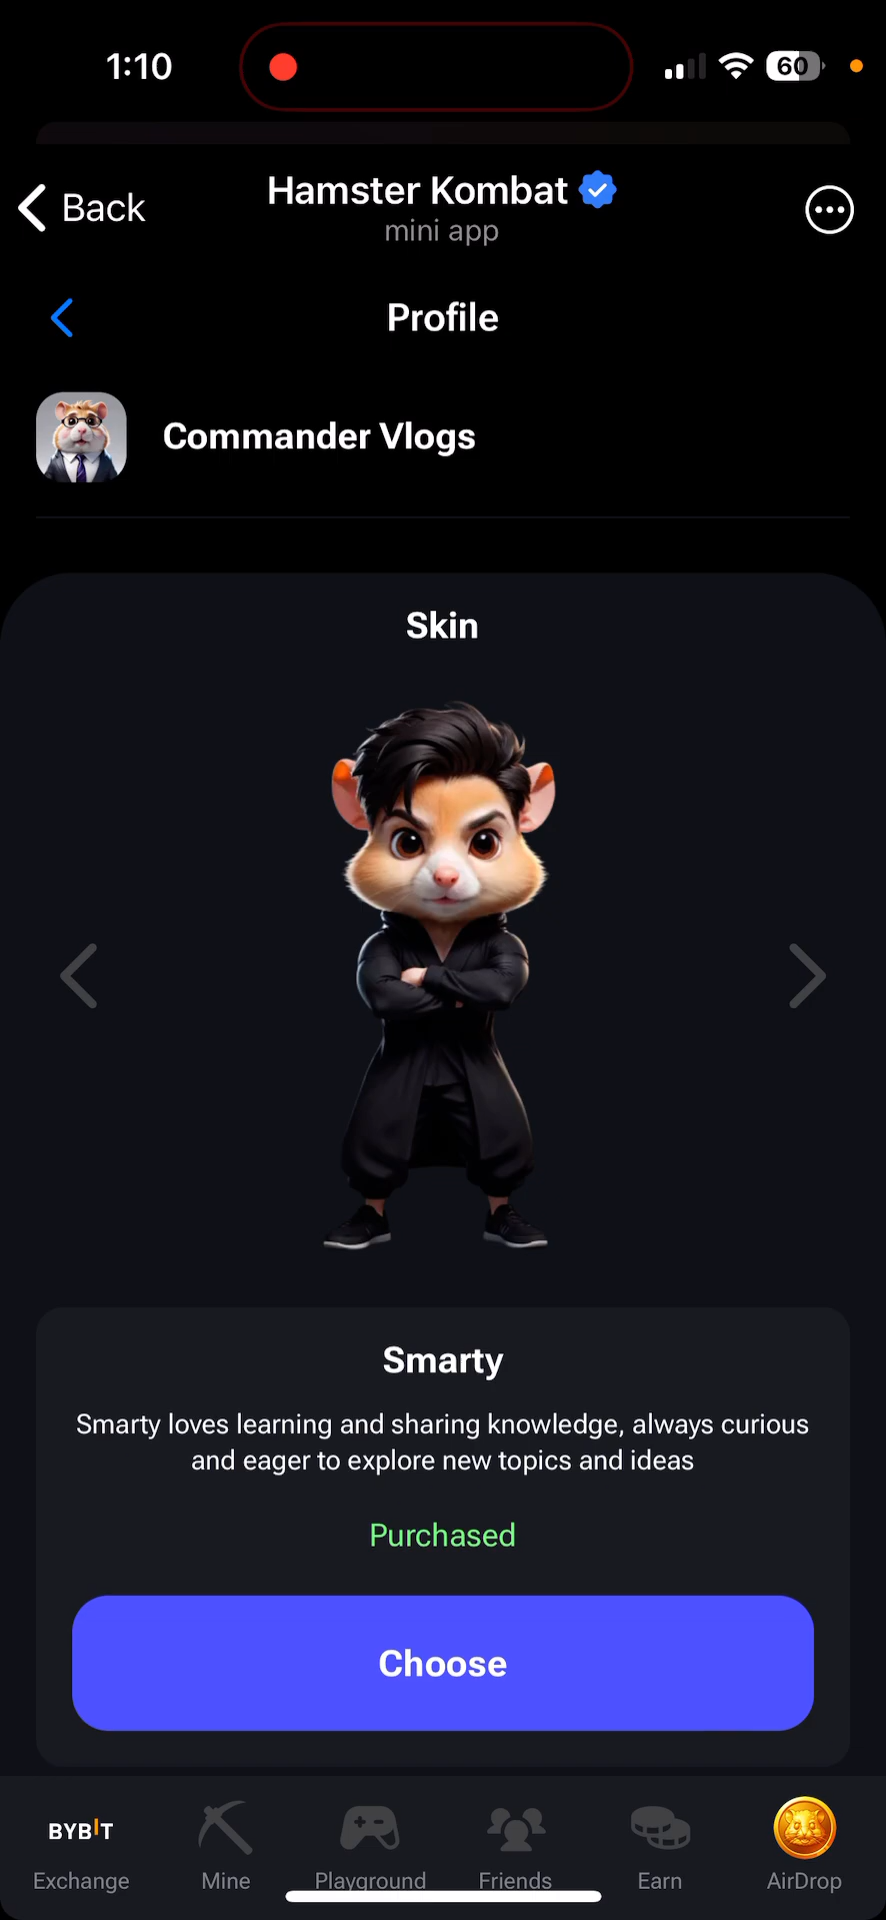 1:10
60
Back
Hamster Kombat
mini app
Profile
Commander Vlogs
Skin
Smarty
Smarty loves learning and sharing knowledge, always curious
and eager to explore new topics and ideas
Purchased
Choose
BYBIT
Exchange
Mine
Playground
Friends
Earn
AirDrop